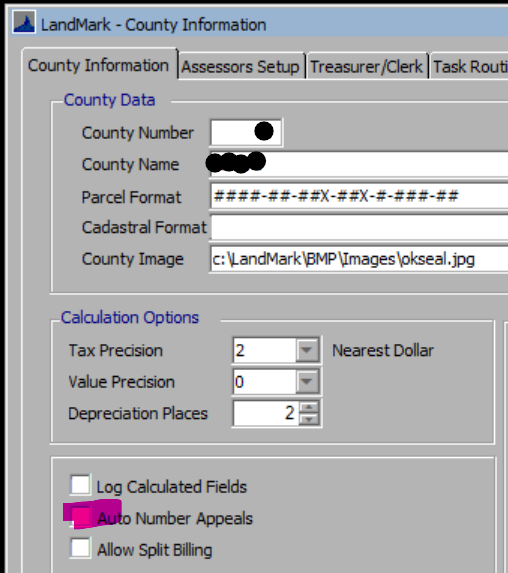 LandMark - County Information
County Information Assessors Setup Treasurer/Clerk Task Routi
County Data
County Number
County Name
Parcel Format ####-##-##X-##X-#-###-##
Cadastral Format
County Image c:\LandMark\BMP\Images\okseal.jpg
Calculation Options
Tax Precision 2 Nearest Dollar
Value Precision 0
Depreciation Places 2
Log Calculated Fields
Auto Number Appeals
Allow Split Billing